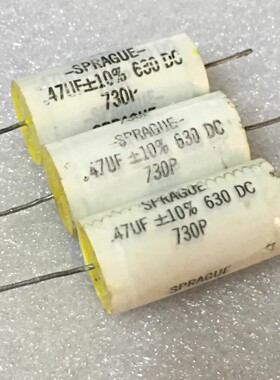 -SPRAGUE-
.47UF±10% 630 DC
730P
SPRAGUE
-SPRAGUE-
.47UF ±10% 630 DC
730P
-SPRAGUE-
.47UF ±10% 630 DC
730P
SPRAGUE